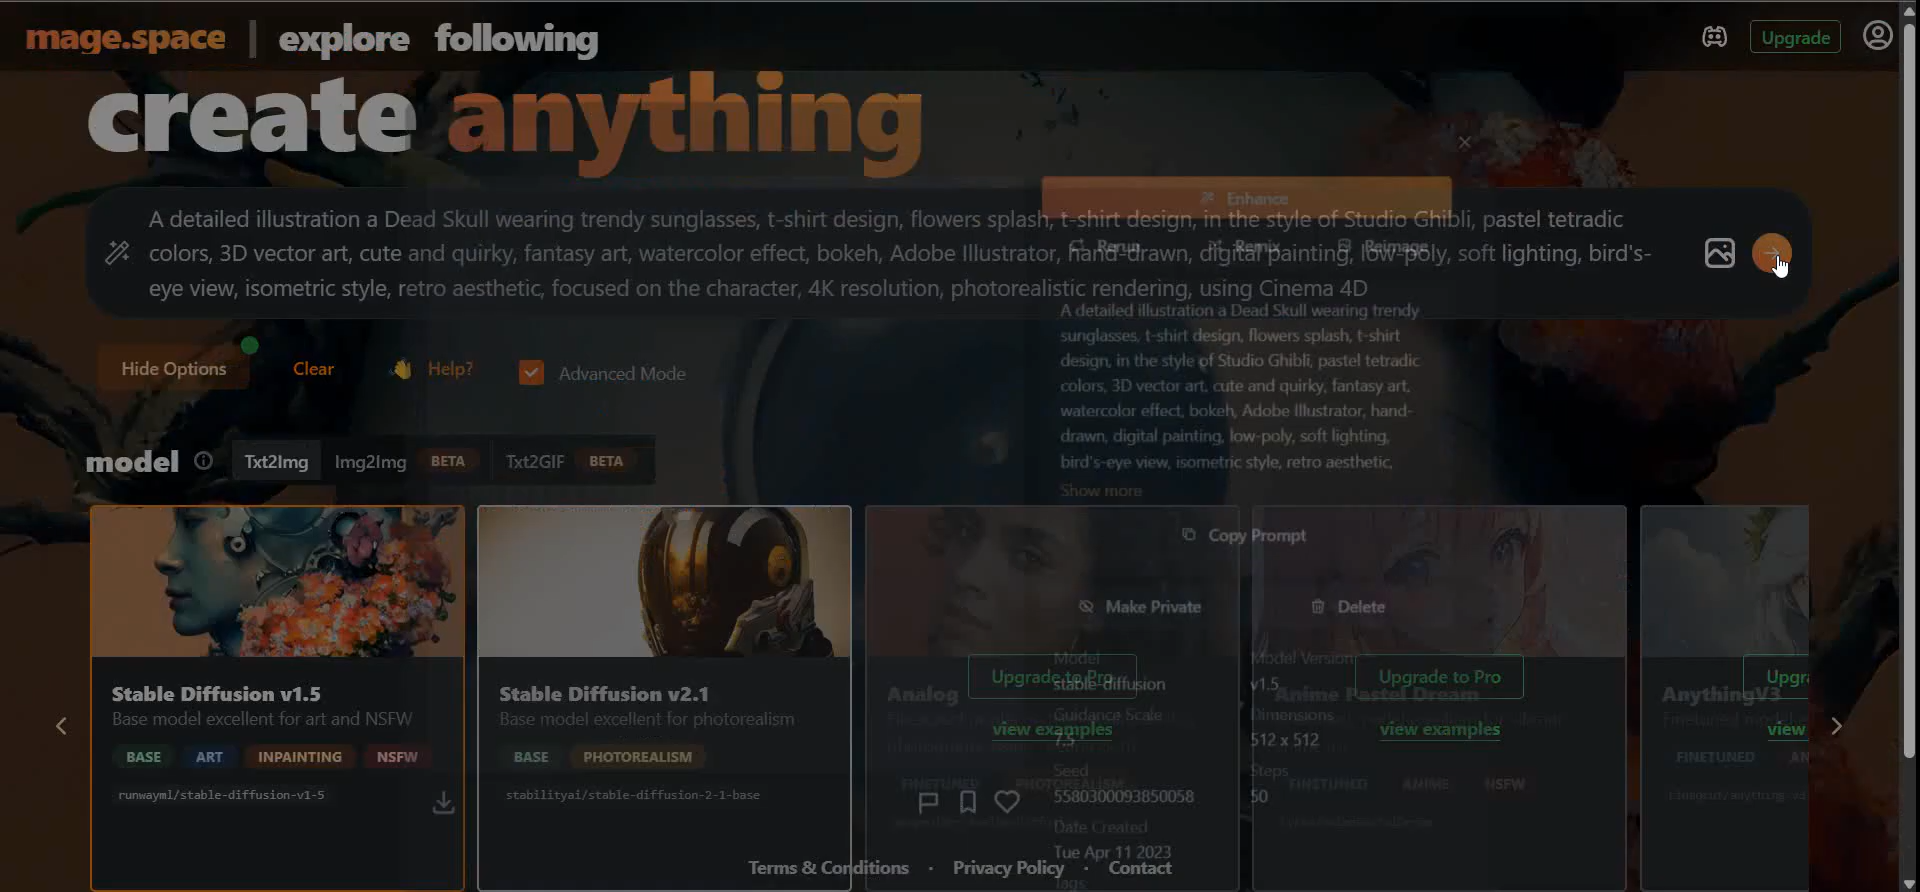 mage.space | explore following
Upgrade
create anything
Enhance
A detailed illustration a Dead Skull wearing trendy sunglasses, t-shirt design, flowers splash, t-shirt design, in the style of Studio Ghibli, pastel tetradic
colors, 3D vector art, cute and quirky, fantasy art, watercolor effect, bokeh, Adobe Illustrator, hand-drawn, digital painting, low-poly, soft lighting, bird's-
eye view, isometric style, retro aesthetic, focused on the character, 4K resolution, photorealistic rendering, using Cinema 4D
Rerun Remix Reimage
A detailed illustration a Dead Skull wearing trendy
sunglasses, t-shirt design, flowers splash, t-shirt
design, in the style of Studio Ghibli, pastel tetradic
colors, 3D vector art, cute and quirky, fantasy art,
watercolor effect, bokeh, Adobe Illustrator, hand-
drawn, digital painting, low-poly, soft lighting,
bird's-eye view, isometric style, retro aesthetic,
Show more
Hide Options Clear Help? Advanced Mode
model Txt2Img Img2Img BETA Txt2GIF BETA
Copy Prompt
Make Private Delete
Model
stable-diffusion
Model Version
v1.5
Guidance Scale
7.5
Dimensions
512 x 512
Seed
5580300093850058
Steps
50
Date Created
Tue Apr 11 2023
Tags
Stable Diffusion v1.5
Base model excellent for art and NSFW
BASE ART INPAINTING NSFW
runwayml/stable-diffusion-v1-5
Stable Diffusion v2.1
Base model excellent for photorealism
BASE PHOTOREALISM
stabilityai/stable-diffusion-2-1-base
Upgrade to Pro
Analog
view examples
FINETUNED PHOTOREALISM
Upgrade to Pro
Anime Pastel Dream
view examples
FINETUNED ANIME NSFW
Upgra
AnythingV3
view
FINETUNED AN
Terms & Conditions · Privacy Policy · Contact